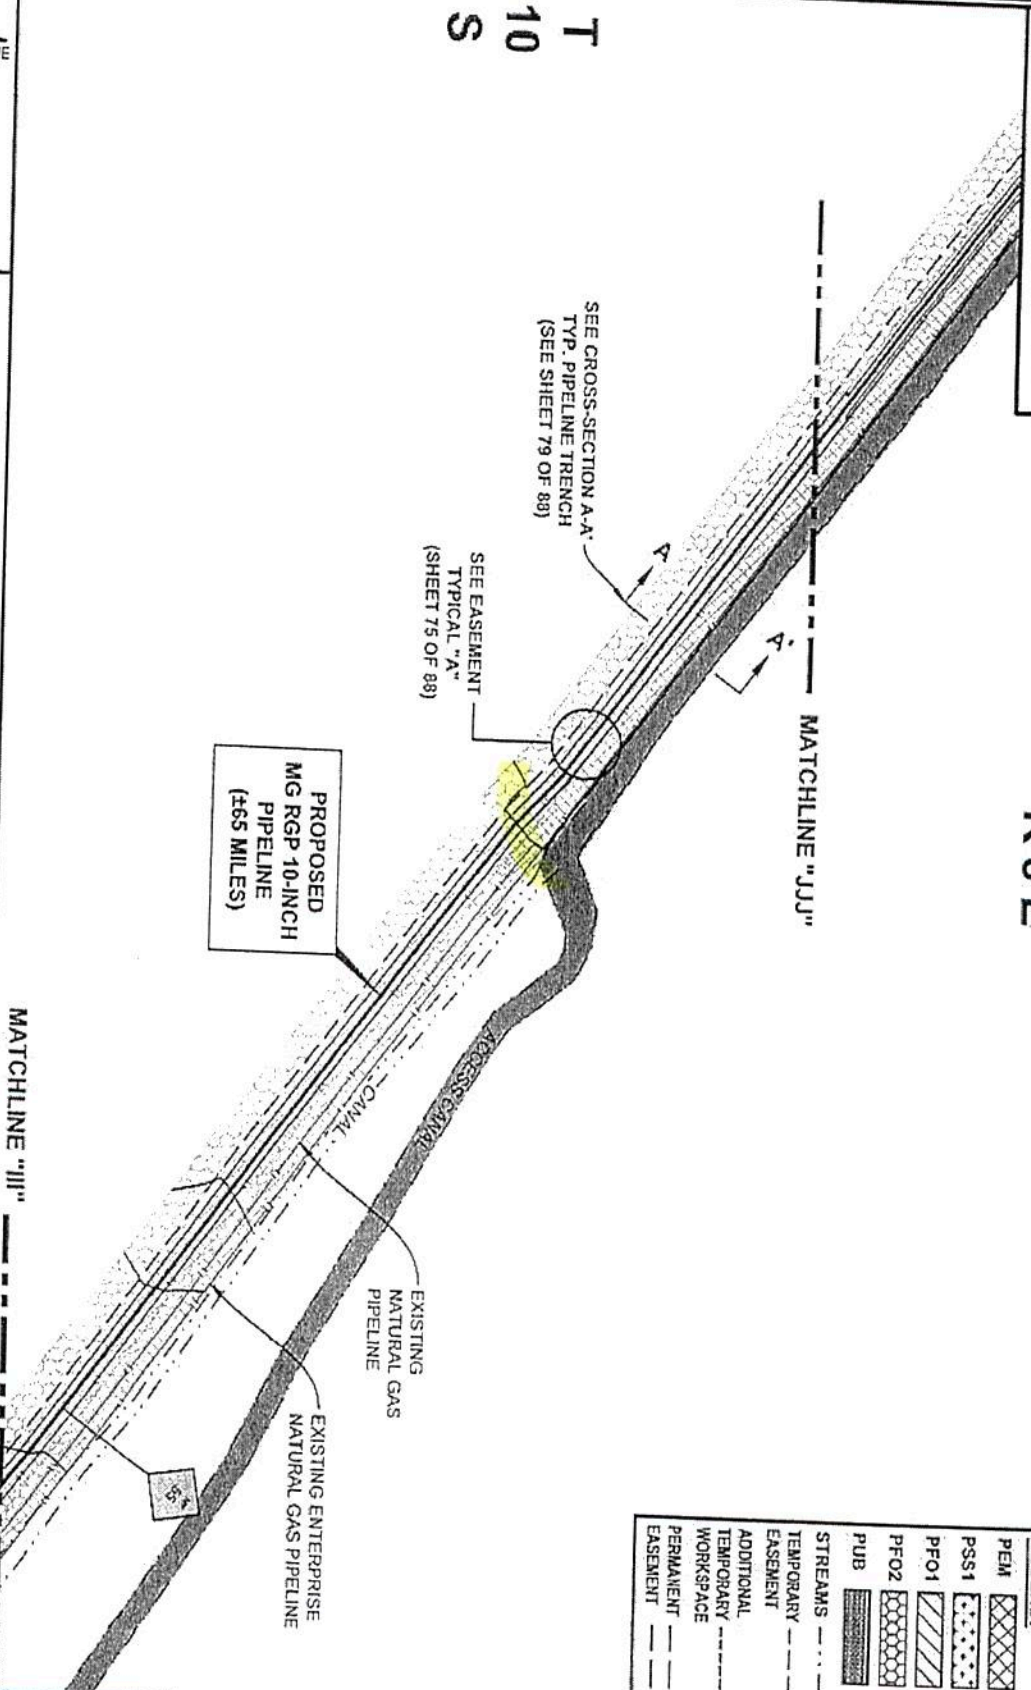 T
10
S
MATCHLINE "JJJ"
SEE CROSS-SECTION A-A'
TYP. PIPELINE TRENCH
(SEE SHEET 79 OF 88)
A
A'
SEE EASEMENT
TYPICAL "A"
(SHEET 75 OF 88)
PROPOSED
MG RGP 10-INCH
PIPELINE
(±65 MILES)
ACCESS CANAL
CANAL
EXISTING
NATURAL GAS
PIPELINE
EXISTING ENTERPRISE
NATURAL GAS PIPELINE
MATCHLINE "III"
PEM
PSS1
PFO1
PFO2
PUB
STREAMS
TEMPORARY
EASEMENT
ADDITIONAL
TEMPORARY
WORKSPACE
PERMANENT
EASEMENT